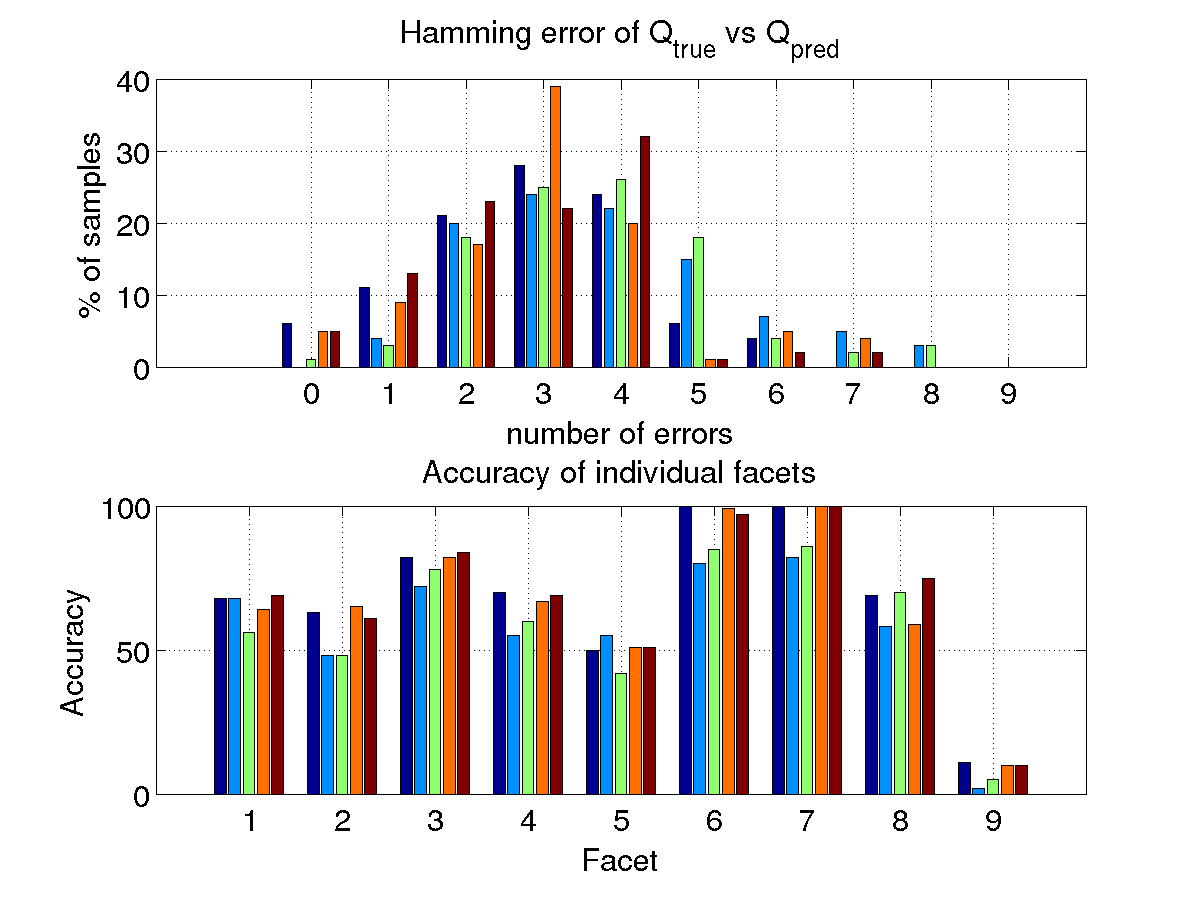 Hamming error of Q_true vs Q_pred
40
30
20
10
0
% of samples
0 1 2 3 4 5 6 7 8 9
number of errors
Accuracy of individual facets
100
50
0
Accuracy
1 2 3 4 5 6 7 8 9
Facet